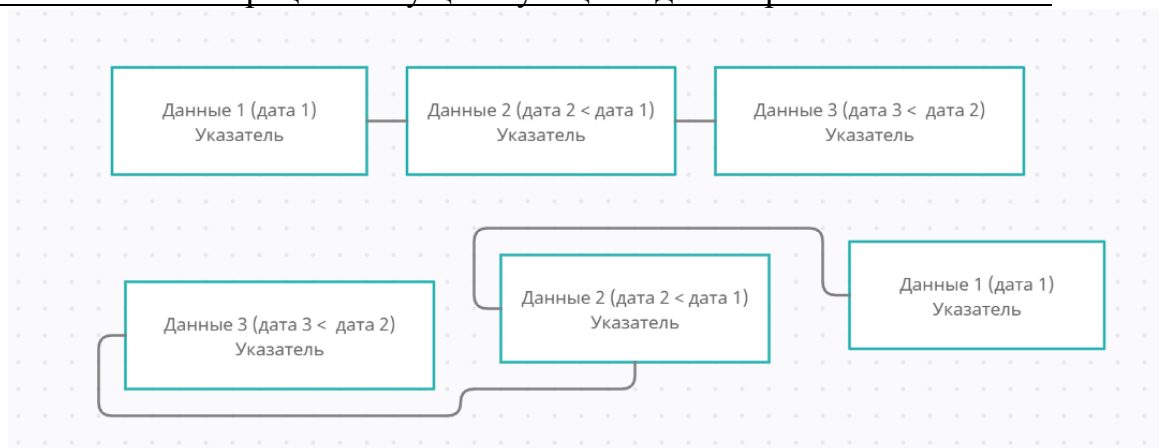 Данные 1 (дата 1)
Указатель
Данные 2 (дата 2 < дата 1)
Указатель
Данные 3 (дата 3 <  дата 2)
Указатель
Данные 3 (дата 3 <  дата 2)
Указатель
Данные 2 (дата 2 < дата 1)
Указатель
Данные 1 (дата 1)
Указатель